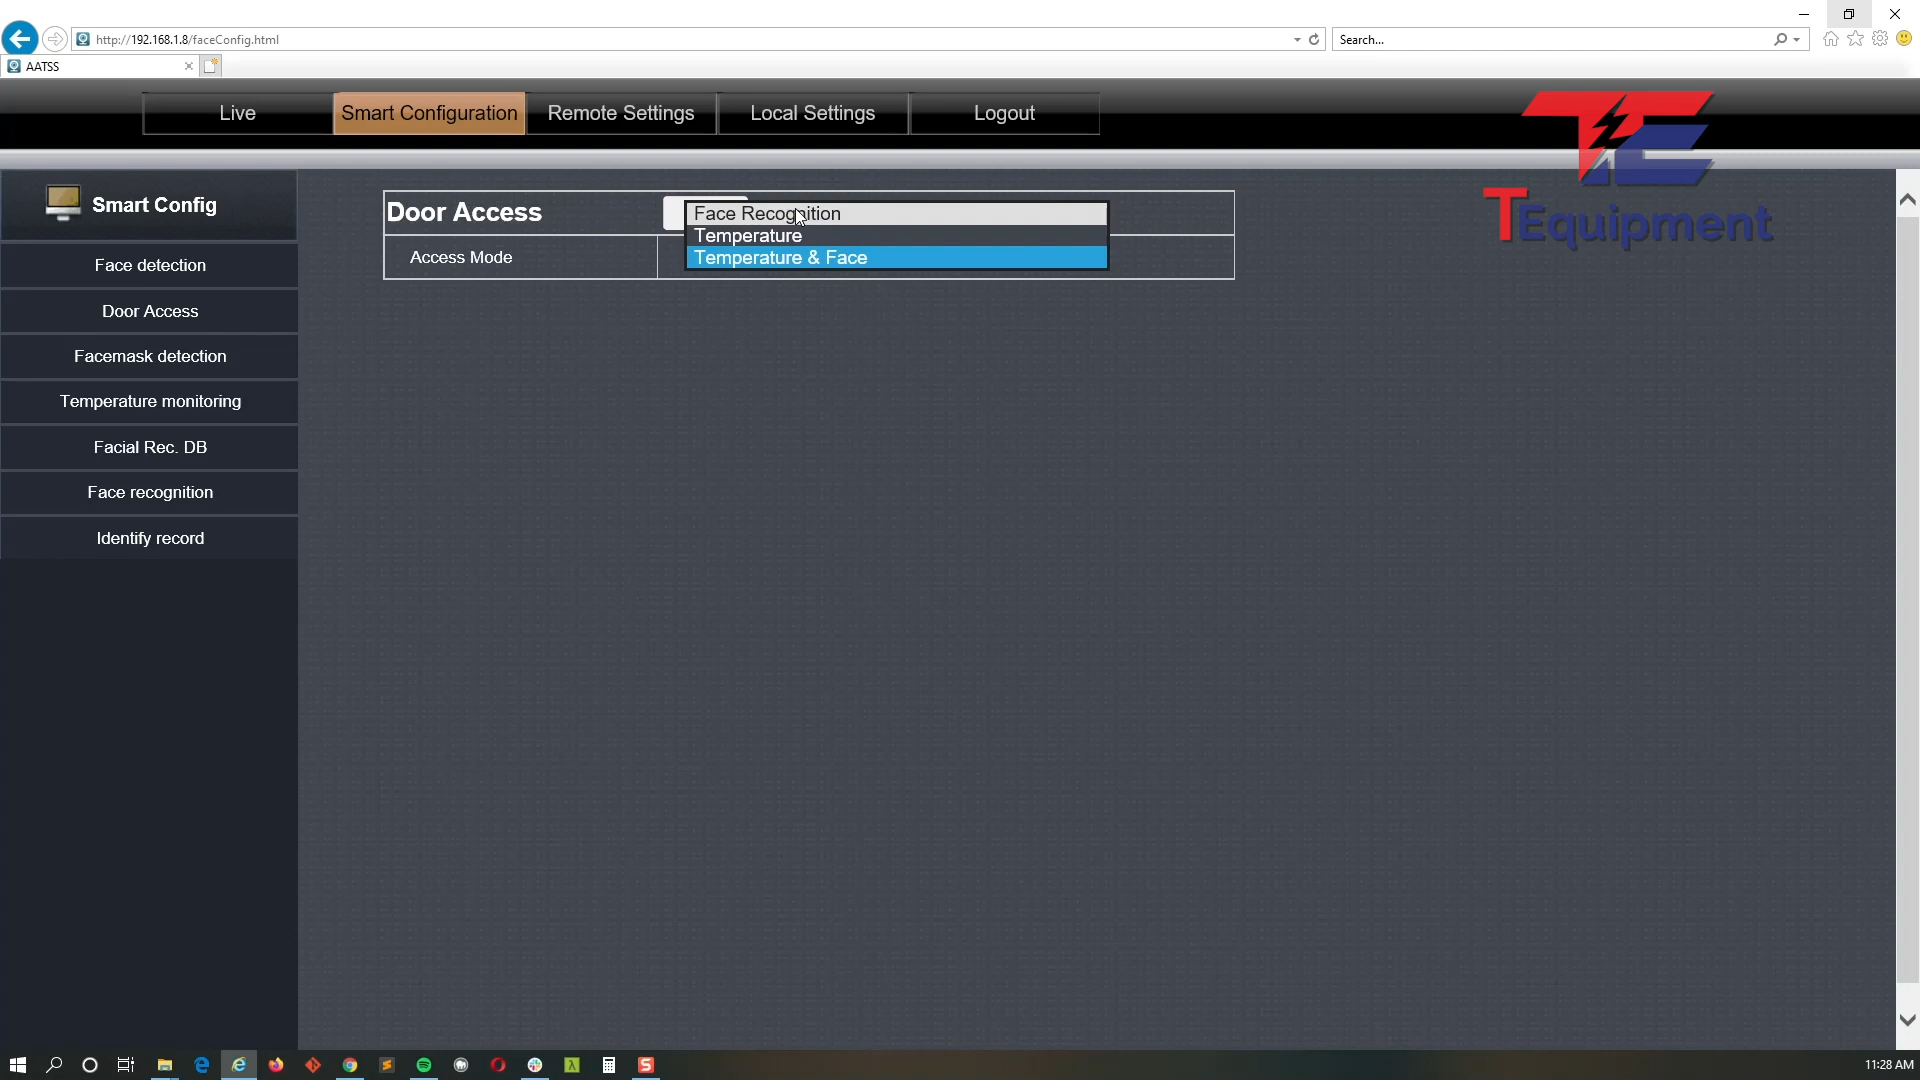 http://192.168.1.8/faceConfig.html
Search...
AATSS
Live
Smart Configuration
Remote Settings
Local Settings
Logout
TEquipment
Smart Config
Face detection
Door Access
Facemask detection
Temperature monitoring
Facial Rec. DB
Face recognition
Identify record
Door Access
Access Mode
Face Recognition
Temperature
Temperature & Face
11:28 AM